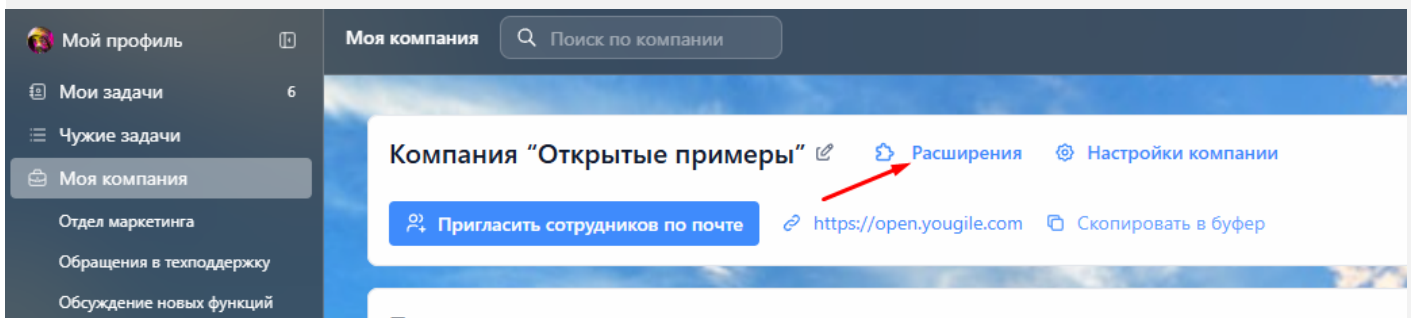 Мой профиль
Мои задачи 6
Чужие задачи
Моя компания
Отдел маркетинга
Обращения в техподдержку
Обсуждение новых функций
Моя компания Поиск по компании
Компания “Открытые примеры” Расширения Настройки компании
Пригласить сотрудников по почте https://open.yougile.com Скопировать в буфер